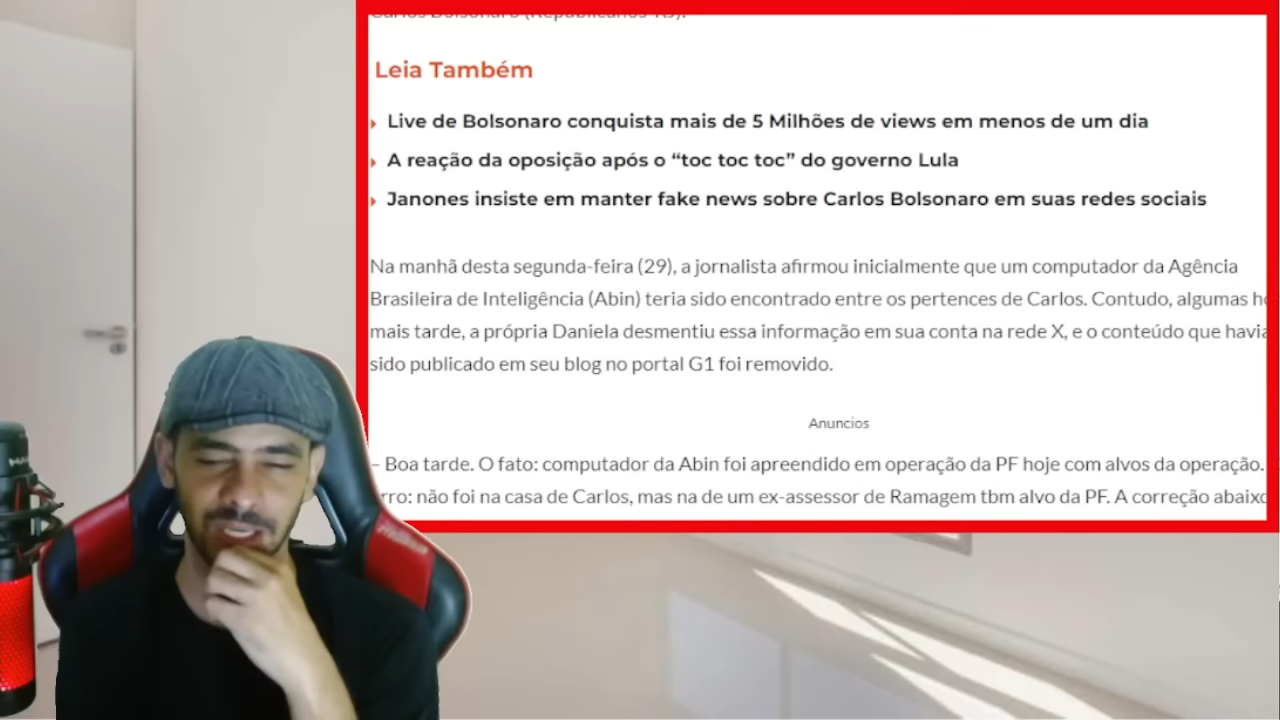 Carlos Bolsonaro (Republicanos-RJ).
Leia Também
Live de Bolsonaro conquista mais de 5 Milhões de views em menos de um dia
A reação da oposição após o “toc toc toc” do governo Lula
Janones insiste em manter fake news sobre Carlos Bolsonaro em suas redes sociais
Na manhã desta segunda-feira (29), a jornalista afirmou inicialmente que um computador da Agência
Brasileira de Inteligência (Abin) teria sido encontrado entre os pertences de Carlos. Contudo, algumas
mais tarde, a própria Daniela desmentiu essa informação em sua conta na rede X, e o conteúdo que havia
sido publicado em seu blog no portal G1 foi removido.
Anuncios
– Boa tarde. O fato: computador da Abin foi apreendido em operação da PF hoje com alvos da operação.
não foi na casa de Carlos, mas na de um ex-assessor de Ramagem tbm alvo da PF. A correção abaixo